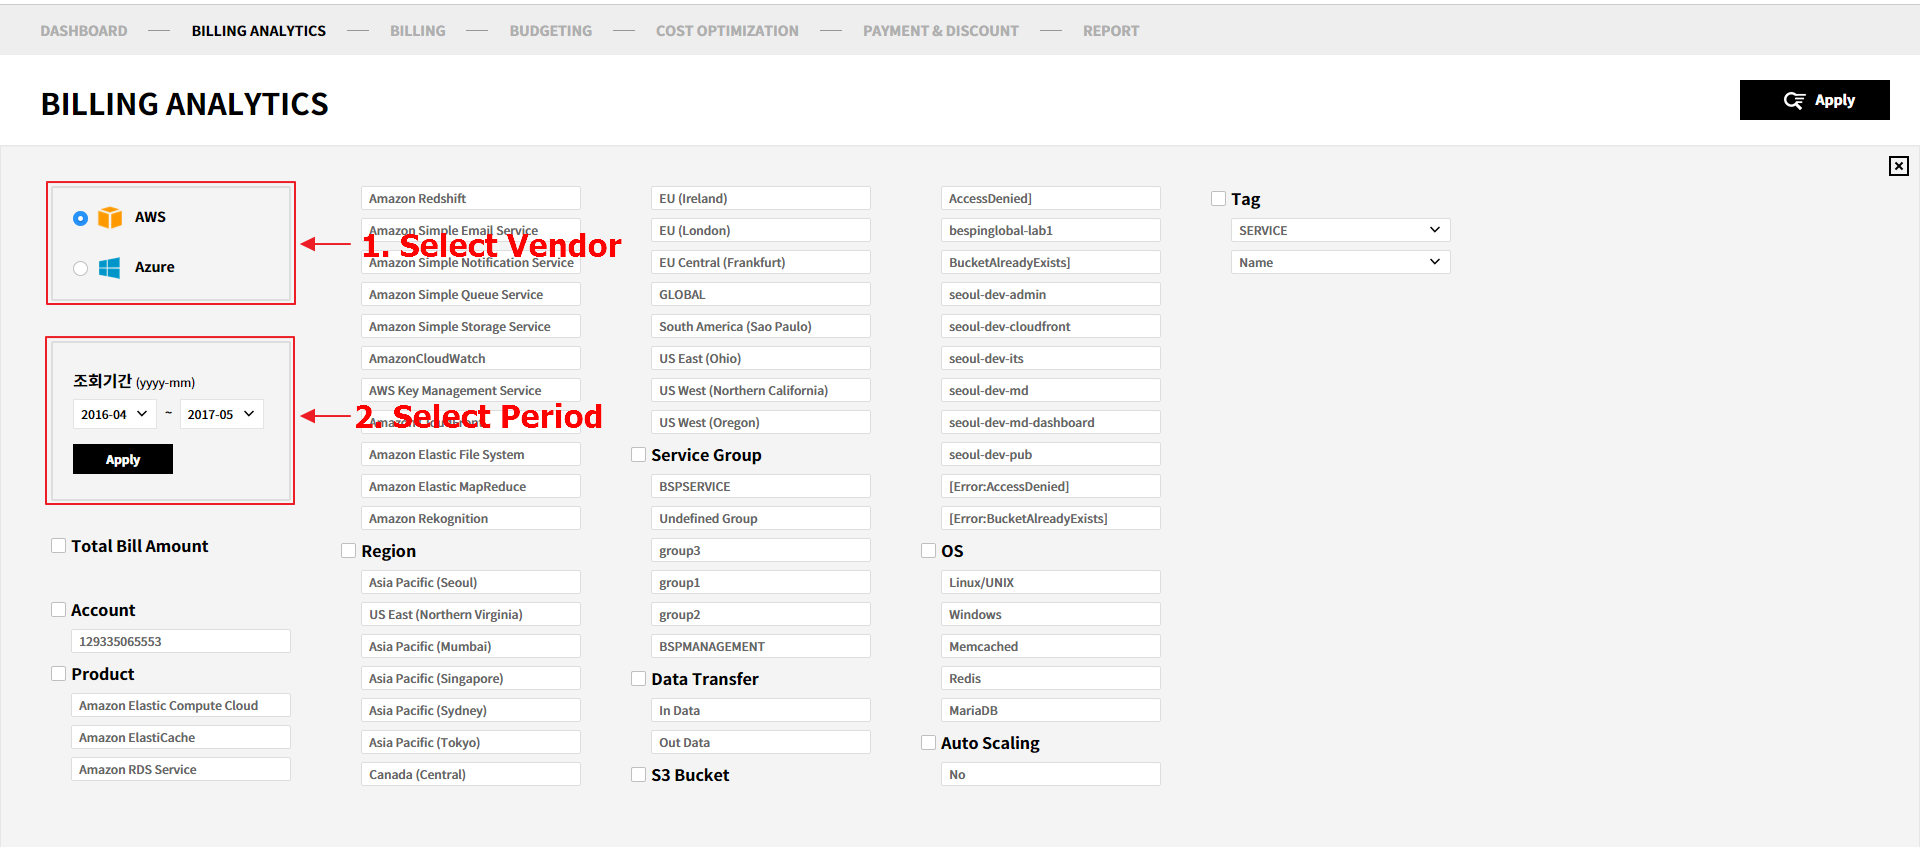 DASHBOARD — BILLING ANALYTICS — BILLING — BUDGETING — COST OPTIMIZATION — PAYMENT & DISCOUNT — REPORT
BILLING ANALYTICS
Apply
AWS
Azure
1. Select Vendor
조회기간 (yyyy-mm)
2016-04 ~ 2017-05
Apply
2. Select Period
Total Bill Amount
Account
129335065553
Product
Amazon Elastic Compute Cloud
Amazon ElastiCache
Amazon RDS Service
Amazon Redshift
Amazon Simple Email Service
Amazon Simple Notification Service
Amazon Simple Queue Service
Amazon Simple Storage Service
AmazonCloudWatch
AWS Key Management Service
Amazon Elastic File System
Amazon Elastic MapReduce
Amazon Rekognition
Region
Asia Pacific (Seoul)
US East (Northern Virginia)
Asia Pacific (Mumbai)
Asia Pacific (Singapore)
Asia Pacific (Sydney)
Asia Pacific (Tokyo)
Canada (Central)
EU (Ireland)
EU (London)
EU Central (Frankfurt)
GLOBAL
South America (Sao Paulo)
US East (Ohio)
US West (Northern California)
US West (Oregon)
Service Group
BSPSERVICE
Undefined Group
group3
group1
group2
BSPMANAGEMENT
Data Transfer
In Data
Out Data
S3 Bucket
AccessDenied]
bespinglobal-lab1
BucketAlreadyExists]
seoul-dev-admin
seoul-dev-cloudfront
seoul-dev-its
seoul-dev-md
seoul-dev-md-dashboard
seoul-dev-pub
[Error:AccessDenied]
[Error:BucketAlreadyExists]
OS
Linux/UNIX
Windows
Memcached
Redis
MariaDB
Auto Scaling
No
Tag
SERVICE
Name